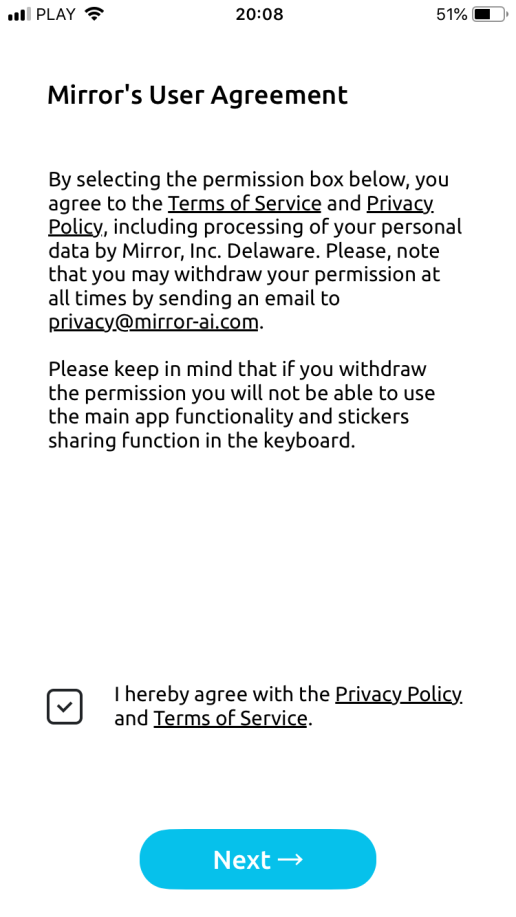 PLAY 20:08 51%
Mirror's User Agreement
By selecting the permission box below, you
agree to the Terms of Service and Privacy
Policy, including processing of your personal
data by Mirror, Inc. Delaware. Please, note
that you may withdraw your permission at
all times by sending an email to
privacy@mirror-ai.com.
Please keep in mind that if you withdraw
the permission you will not be able to use
the main app functionality and stickers
sharing function in the keyboard.
I hereby agree with the Privacy Policy
and Terms of Service.
Next →